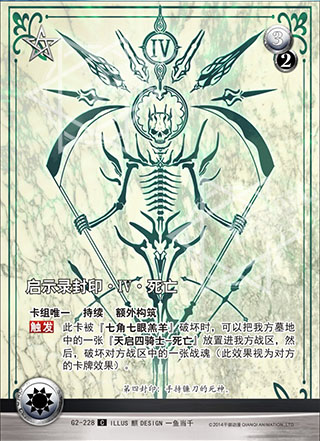 IV
3
2
启示录封印·IV·死亡
卡组唯一 持续 额外构筑
触发 此卡被『七角七眼羔羊』破坏时，可以把我方墓地
中的一张『天启四骑士-死亡』放置进我方战区，然
后，破坏对方战区中的一张战魂（此效果视为对方
的卡牌效果）.
第四封印：手持镰刀的死神.
G2-228 C ILLUS 默 DESIGN 一鱼当千
©2014千骐动漫 QIANQI ANIMATION.,LTD